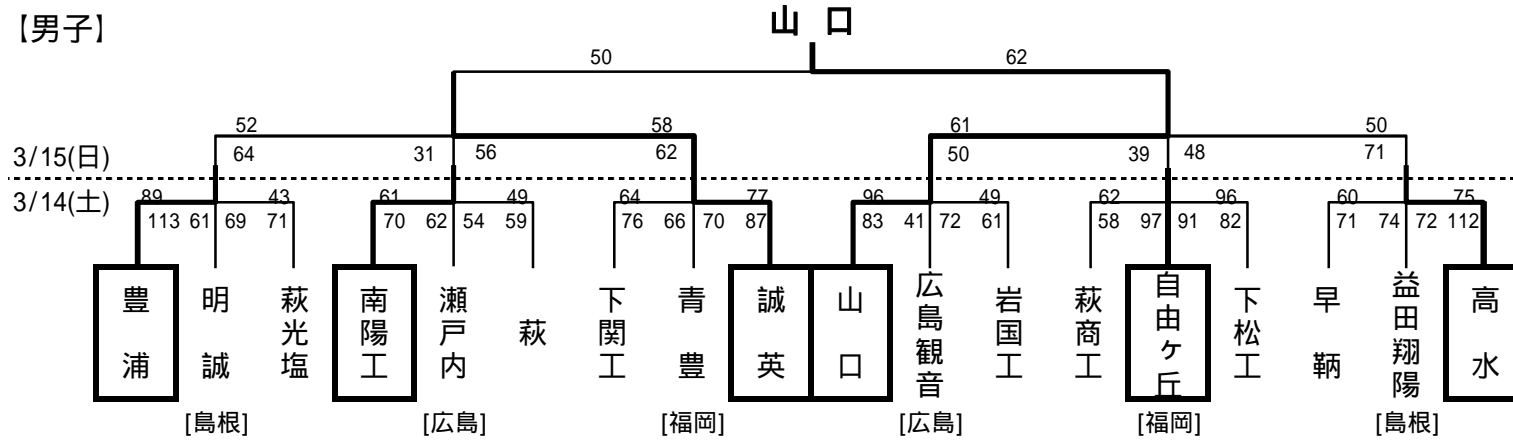 【男子】
山口
50 62
52 58 61 50
3/15(日) 64 31 56 62 50 39 48 71
3/14(土) 89 43 61 49 64 77 96 49 62 96 60 75
113 61 69 71 70 62 54 59 76 66 70 87 83 41 72 61 58 97 91 82 71 74 72 112
豊浦
明誠
萩光塩
南陽工
瀬戸内
萩
下関工
青豊
誠英
山口
広島観音
岩国工
萩商工
自由ヶ丘
下松工
早鞆
益田翔陽
高水
[島根] [広島] [福岡] [広島] [福岡] [島根]